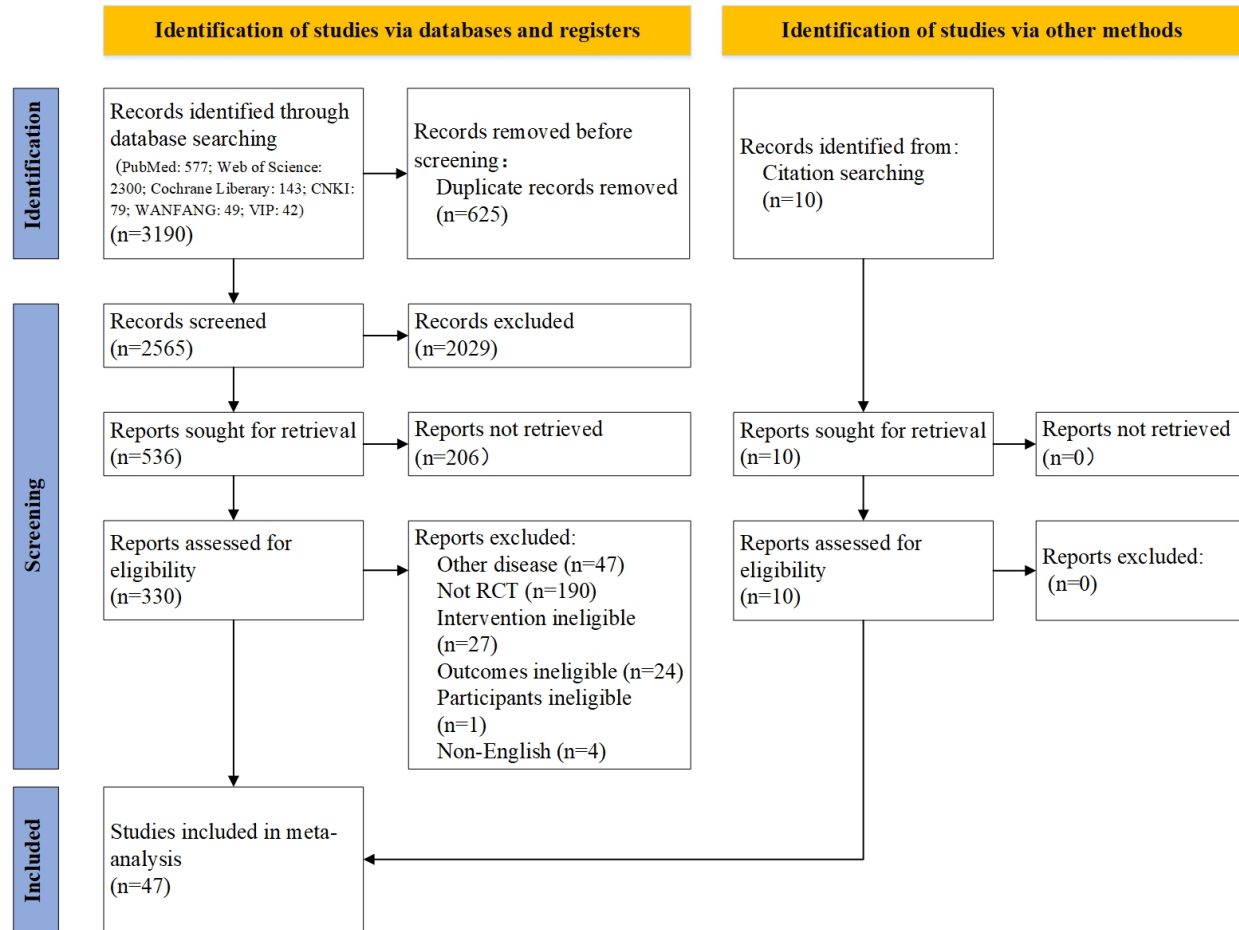 Identification of studies via databases and registers
Identification of studies via other methods
Identification
Records identified through
database searching
(PubMed: 577; Web of Science:
2300; Cochrane Liberary: 143; CNKI:
79; WANFANG: 49; VIP: 42)
(n=3190)
Records removed before
screening：
Duplicate records removed
(n=625)
Records identified from:
Citation searching
(n=10)
Screening
Records screened
(n=2565)
Records excluded
(n=2029)
Reports sought for retrieval
(n=536)
Reports not retrieved
(n=206）
Reports sought for retrieval
(n=10)
Reports not retrieved
(n=0）
Reports assessed for
eligibility
(n=330)
Reports excluded:
Other disease (n=47)
Not RCT (n=190)
Intervention ineligible
(n=27)
Outcomes ineligible (n=24)
Participants ineligible
(n=1)
Non-English (n=4)
Reports assessed for
eligibility
(n=10)
Reports excluded:
(n=0)
Included
Studies included in meta-
analysis
(n=47)